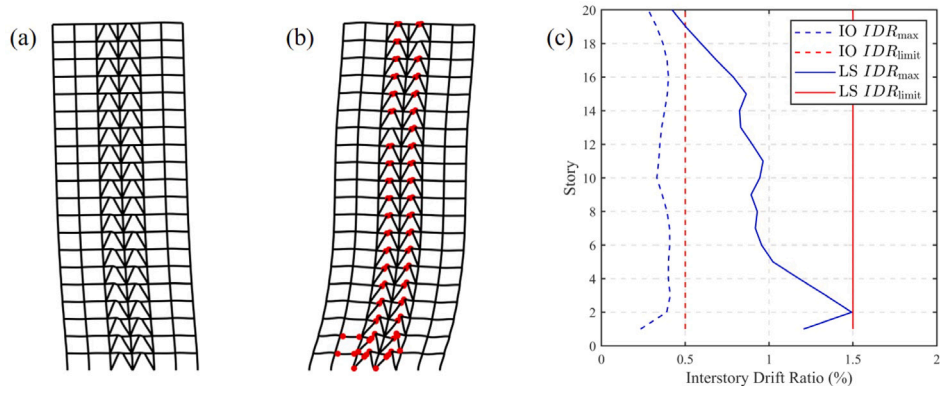 (a)
(b)
(c)
20
18
16
14
12
10
8
6
4
2
0
Story
IO IDRmax
IO IDRlimit
LS IDRmax
LS IDRlimit
0
0.5
1
1.5
2
Interstory Drift Ratio (%)